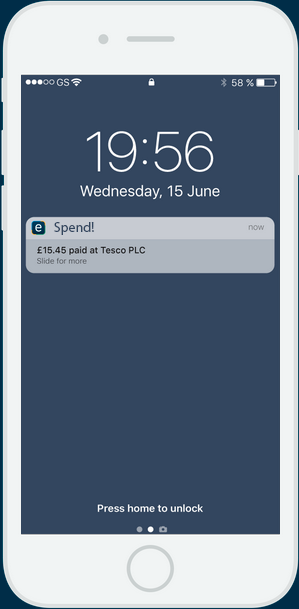 GS 58 %
19:56
Wednesday, 15 June
e Spend! now
£15.45 paid at Tesco PLC
Slide for more
Press home to unlock